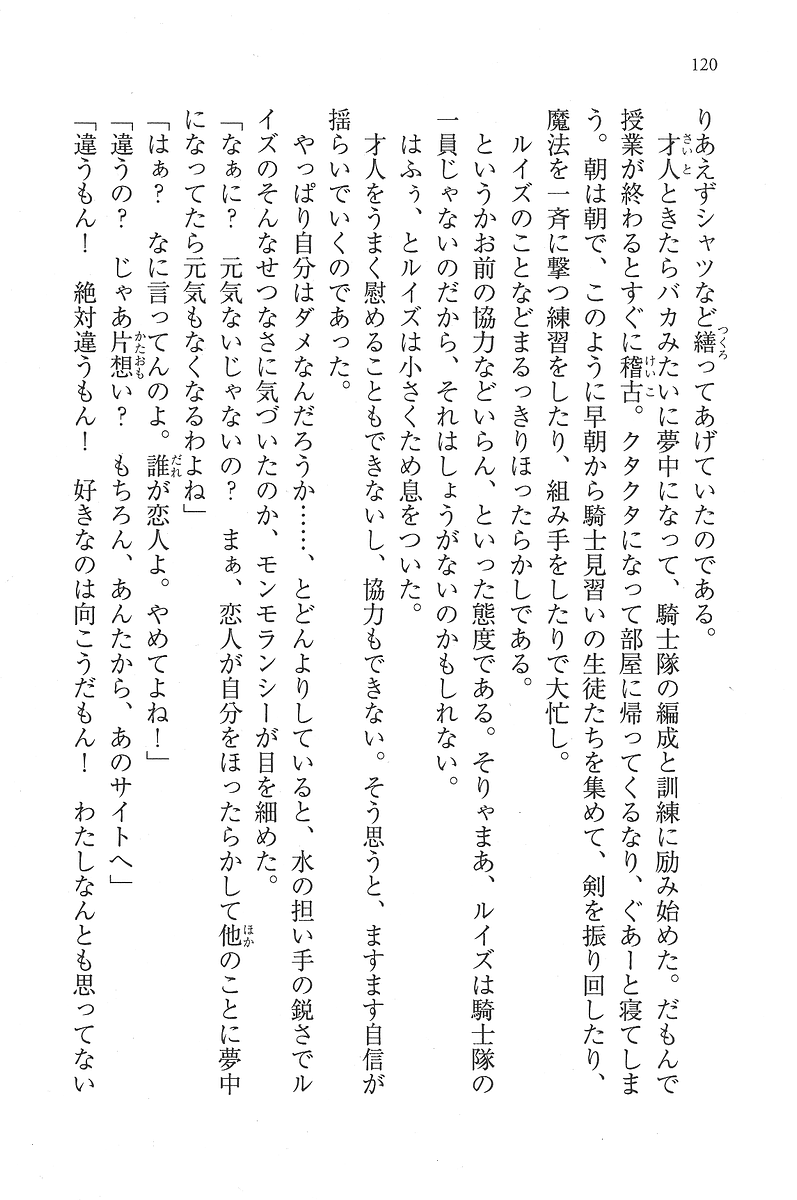 120
りあえずシャツなど繕ってあげていたのである。
才人ときたらバカみたいに夢中になって、騎士隊の編成と訓練に励み始めた。だもんで
授業が終わるとすぐに稽古。クタクタになって部屋に帰ってくるなり、ぐあーと寝てしま
う。朝は朝で、このように早朝から騎士見習いの生徒たちを集めて、剣を振り回したり、
魔法を一斉に撃つ練習をしたり、組み手をしたりで大忙し。
ルイズのことなどまるっきりほったらかしである。
というかお前の協力などいらん、といった態度である。そりゃまあ、ルイズは騎士隊の
一員じゃないのだから、それはしょうがないのかもしれない。
はふぅ、とルイズは小さくため息をついた。
才人をうまく慰めることもできないし、協力もできない。そう思うと、ますます自信が
揺らいでいくのであった。
やっぱり自分はダメなんだろうか……、とどんよりしていると、水の担い手の鋭さでル
イズのそんなせつなさに気づいたのか、モンモランシーが目を細めた。
「なぁに？　元気ないじゃないの？　まぁ、恋人が自分をほったらかして他のことに夢中
になってたら元気もなくなるわよね」
「はぁ？　なに言ってんのよ。誰が恋人よ。やめてよね！」
「違うの？　じゃあ片想い？　もちろん、あんたから、あのサイトへ」
「違うもん！　絶対違うもん！　好きなのは向こうだもん！　わたしなんとも思ってない